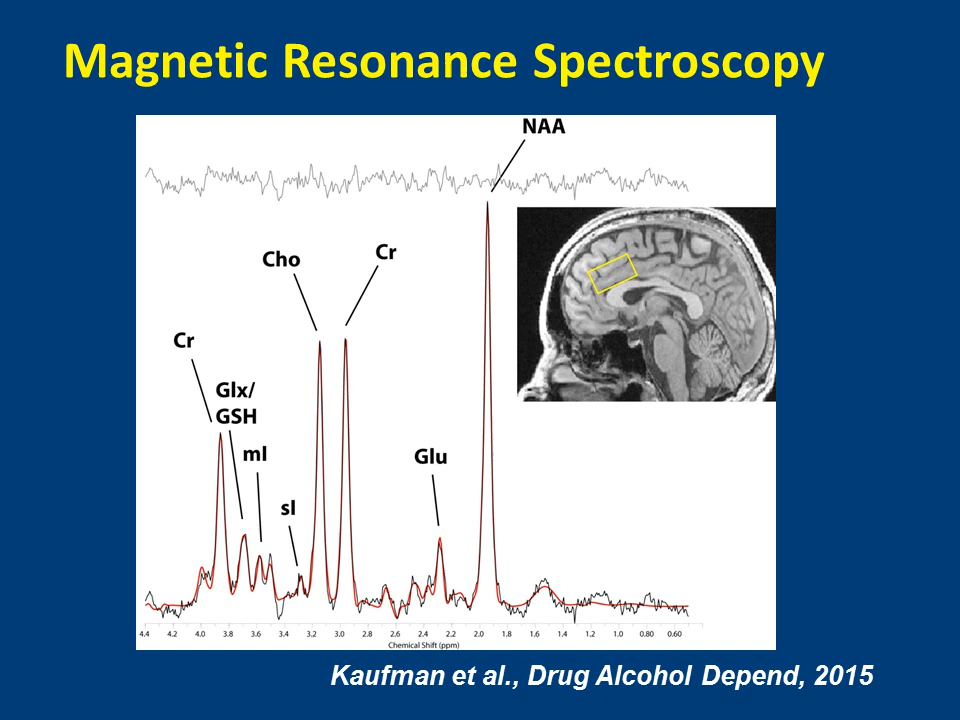 Magnetic Resonance Spectroscopy
NAA
Cho
Cr
Cr
Glx/
GSH
mI
sI
Glu
4.4 4.2 4.0 3.8 3.6 3.4 3.2 3.0 2.8 2.6 2.4 2.2 2.0 1.8 1.6 1.4 1.2 1.0 0.80 0.60
Chemical Shift (ppm)
Kaufman et al., Drug Alcohol Depend, 2015